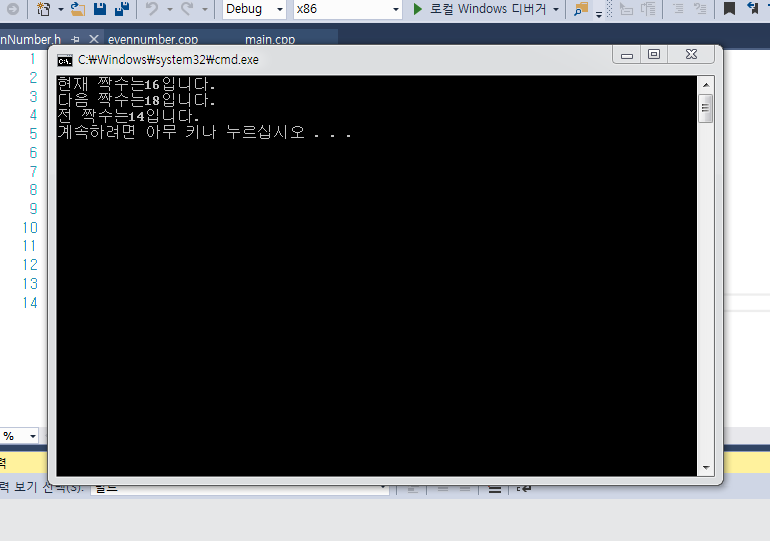 Debug
x86
로컬 Windows 디버거
nNumber.h
evennumber.cpp
main.cpp
C:₩Windows₩system32₩cmd.exe
현재 짝수는16입니다.
다음 짝수는18입니다.
전 짝수는14입니다.
계속하려면 아무 키나 누르십시오 . . .
1
2
3
4
5
6
7
8
9
10
11
12
13
14
%
력
력 보기 선택(S):
빌드